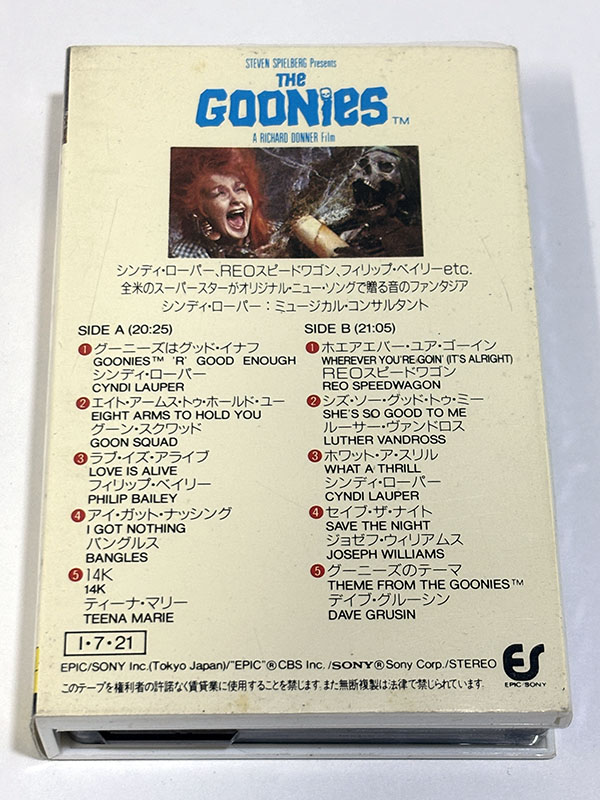 STEVEN SPIELBERG Presents
THE
GOONiES™
A RICHARD DONNER Film
シンディ・ローパー、REOスピードワゴン、フィリップ・ベイリーetc.
全米のスーパースターがオリジナル・ニュー・ソングで贈る音のファンタジア
シンディ・ローパー：ミュージカル・コンサルタント
SIDE A (20:25)
1 グーニーズはグッド・イナフ
GOONIES™ 'R' GOOD ENOUGH
シンディ・ローパー
CYNDI LAUPER
2 エイト・アームス・トゥ・ホールド・ユー
EIGHT ARMS TO HOLD YOU
グーン・スクワッド
GOON SQUAD
3 ラブ・イズ・アライブ
LOVE IS ALIVE
フィリップ・ベイリー
PHILIP BAILEY
4 アイ・ガット・ナッシング
I GOT NOTHING
バングルス
BANGLES
5 14K
14K
ティーナ・マリー
TEENA MARIE
SIDE B (21:05)
1 ホエアエバー・ユア・ゴーイン
WHEREVER YOU'RE GOIN' (IT'S ALRIGHT)
REOスピードワゴン
REO SPEEDWAGON
2 シズ・ソー・グッド・トゥ・ミー
SHE'S SO GOOD TO ME
ルーサー・ヴァンドロス
LUTHER VANDROSS
3 ホワット・ア・スリル
WHAT A THRILL
シンディ・ローパー
CYNDI LAUPER
4 セイブ・ザ・ナイト
SAVE THE NIGHT
ジョゼフ・ウィリアムス
JOSEPH WILLIAMS
5 グーニーズのテーマ
THEME FROM THE GOONIES™
デイブ・グルーシン
DAVE GRUSIN
I・7・21
EPIC/SONY Inc.(Tokyo Japan)/"EPIC"® CBS Inc. /SONY® Sony Corp./STEREO
ES
EPIC/SONY
このテープを権利者の許諾なく賃貸業に使用することを禁じます。また無断複製は法律で禁じられています。